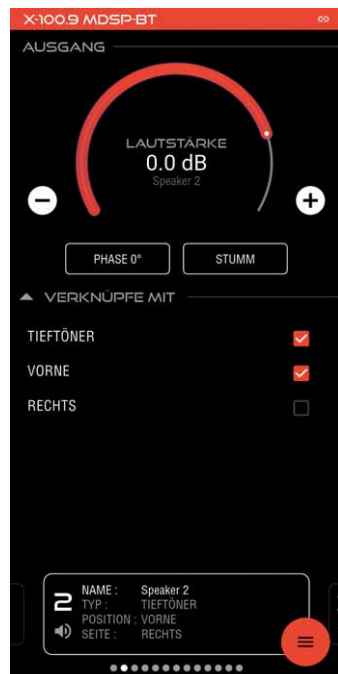 X-100.9 MDSP-BT
AUSGANG
LAUTSTÄRKE
0.0 dB
Speaker 2
PHASE 0°
STUMM
VERKNÜPFE MIT
TIEFTÖNER
VORNE
RECHTS
2
NAME : Speaker 2
TYP : TIEFTÖNER
POSITION : VORNE
SEITE : RECHTS